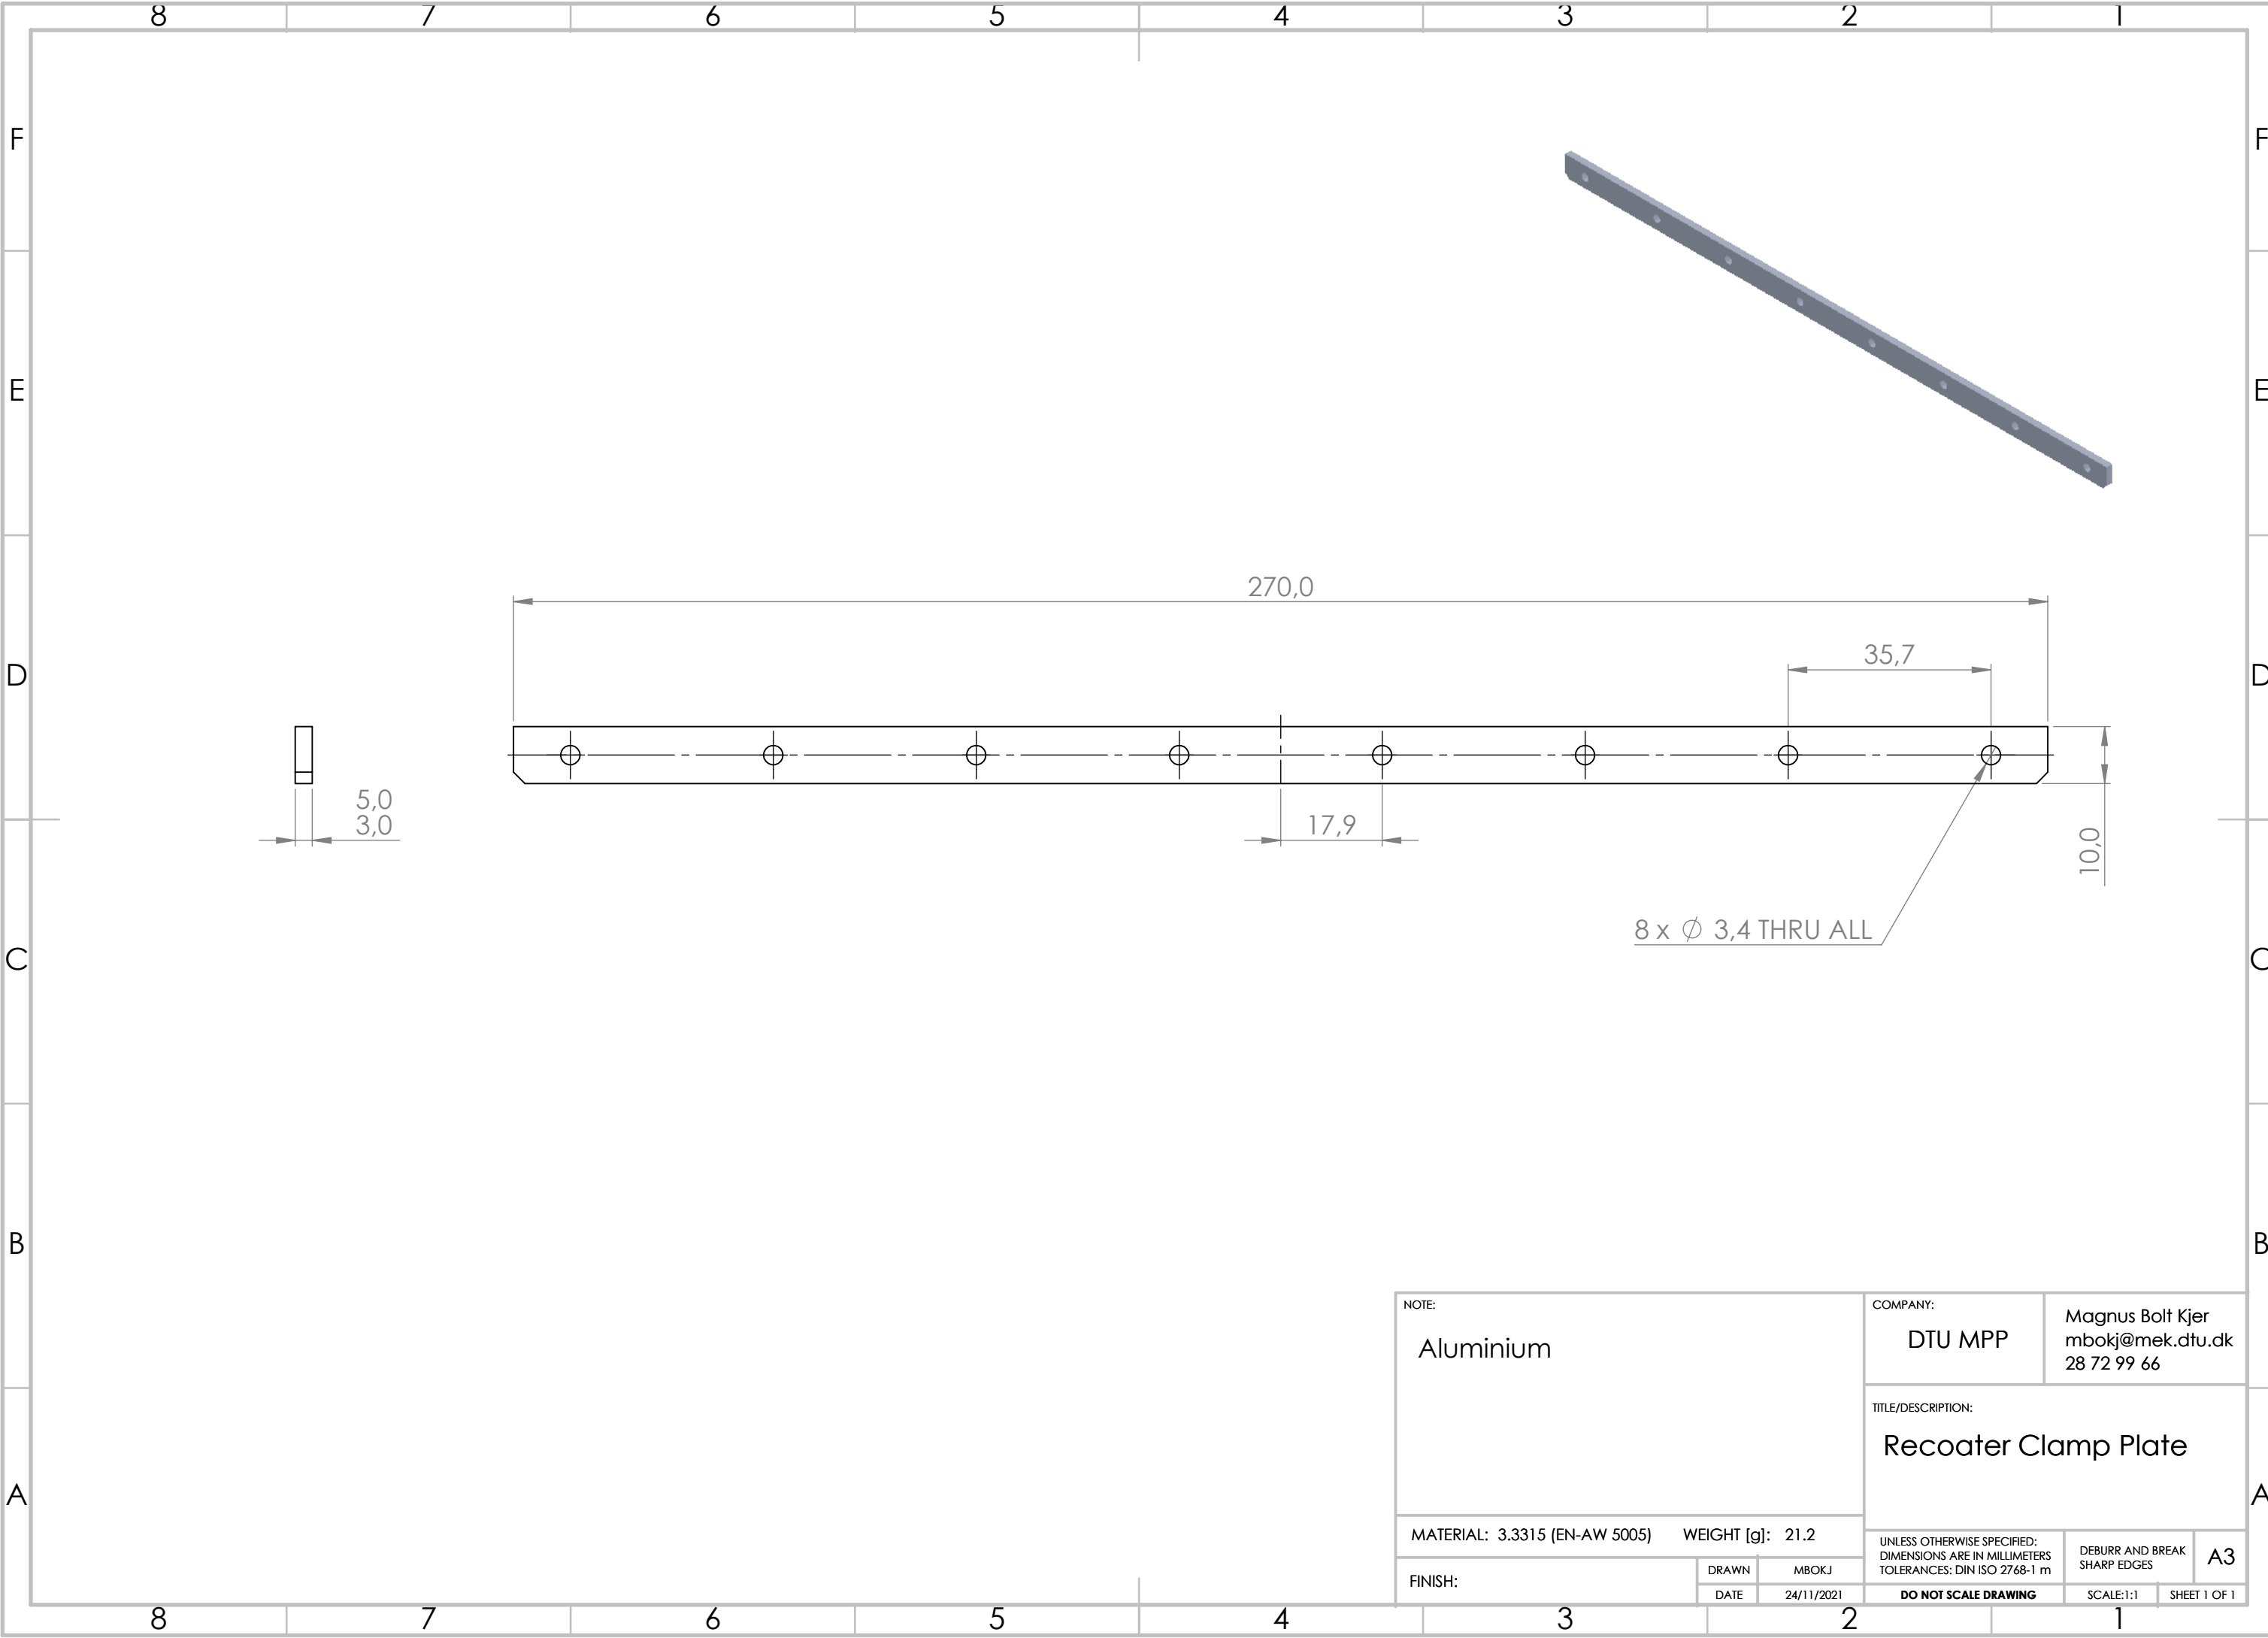 8 7 6 5 4 3 2 1
F F
E E
270,0
35,7
D D
5,0
3,0
17,9
10,0
8 x ∅ 3,4 THRU ALL
C C
B B
NOTE:
Aluminium
COMPANY:
DTU MPP
Magnus Bolt Kjer
mbokj@mek.dtu.dk
28 72 99 66
TITLE/DESCRIPTION:
Recoater Clamp Plate
A A
MATERIAL: 3.3315 (EN-AW 5005) WEIGHT [g]: 21.2
UNLESS OTHERWISE SPECIFIED:
DIMENSIONS ARE IN MILLIMETERS
TOLERANCES: DIN ISO 2768-1 m
DEBURR AND BREAK
SHARP EDGES
A3
FINISH:
DRAWN MBOKJ
DATE 24/11/2021
DO NOT SCALE DRAWING
SCALE:1:1
SHEET 1 OF 1
8 7 6 5 4 3 2 1